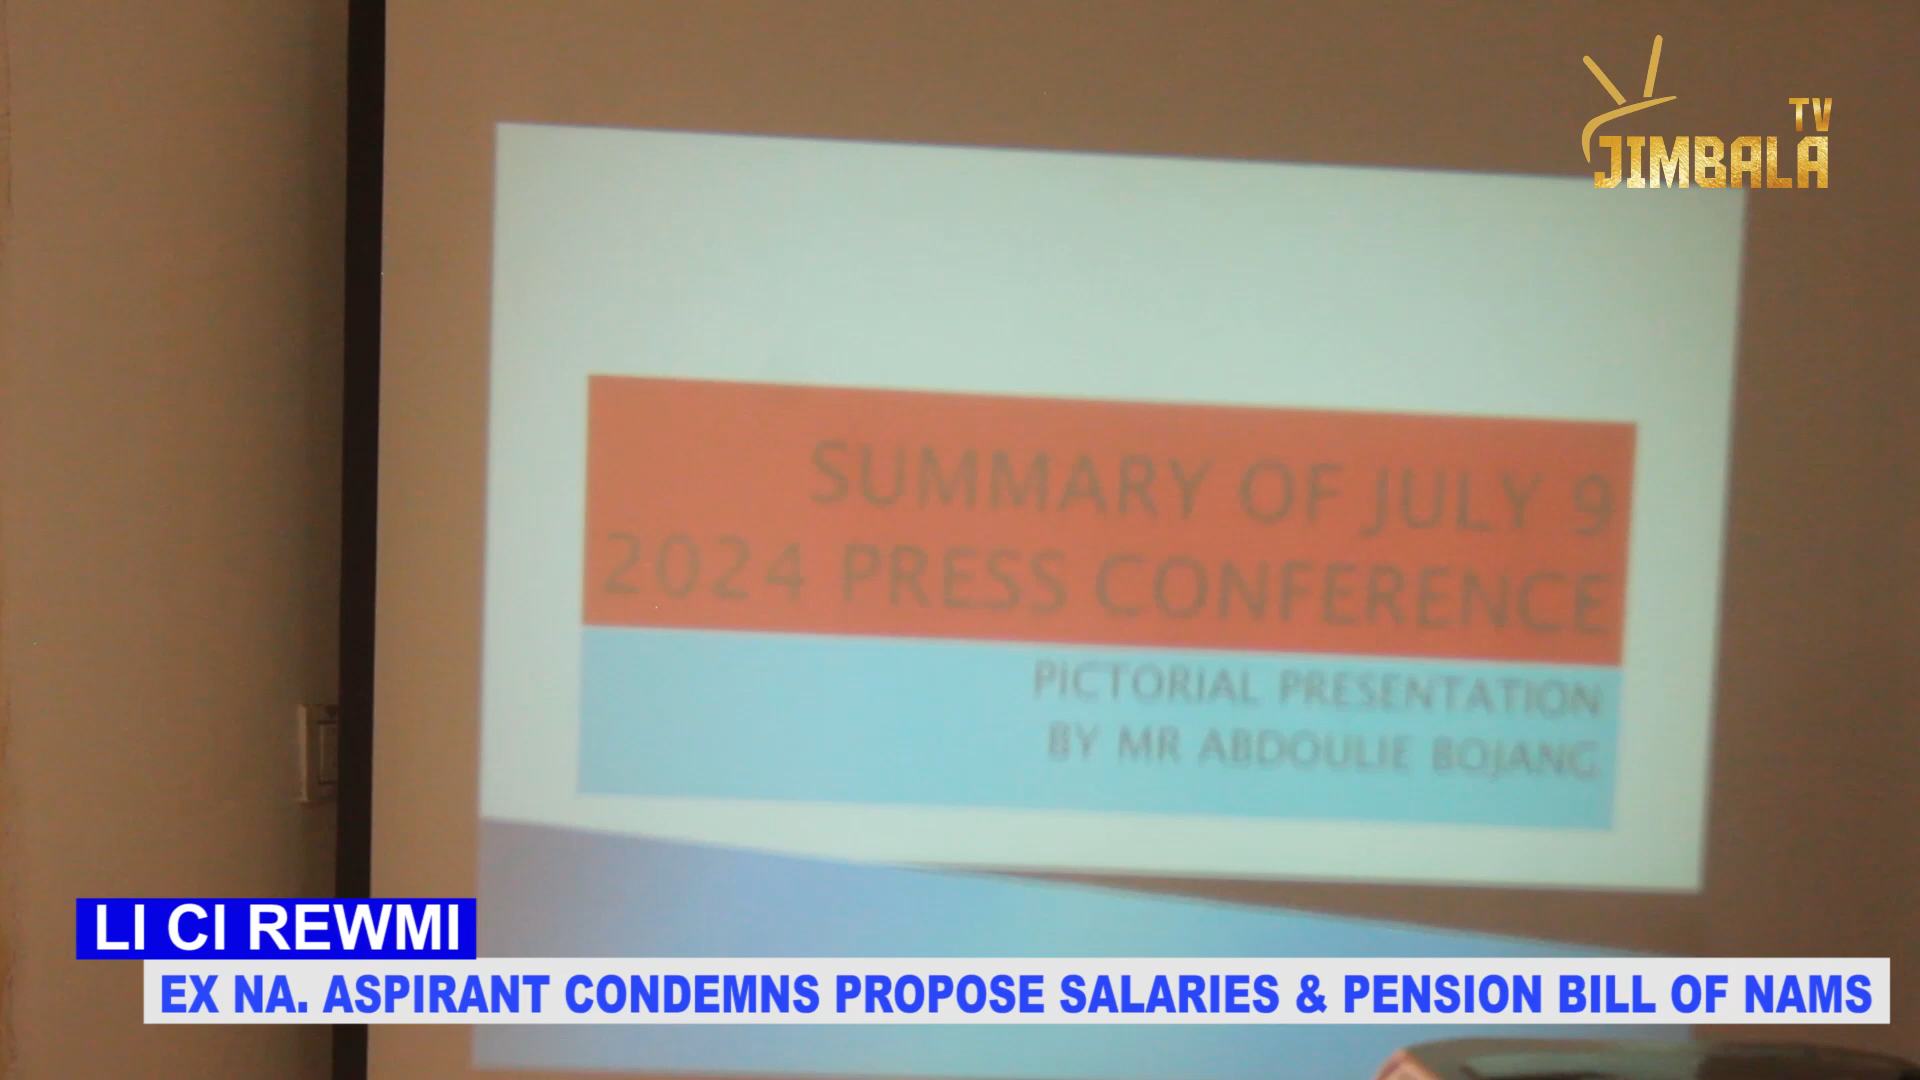 TV
JIMBALA
SUMMARY OF JULY 9
2024 PRESS CONFERENCE
PICTORIAL PRESENTATION
BY MR ABDOULIE BOJANG
LI CI REWMI
EX NA. ASPIRANT CONDEMNS PROPOSE SALARIES & PENSION BILL OF NAMS